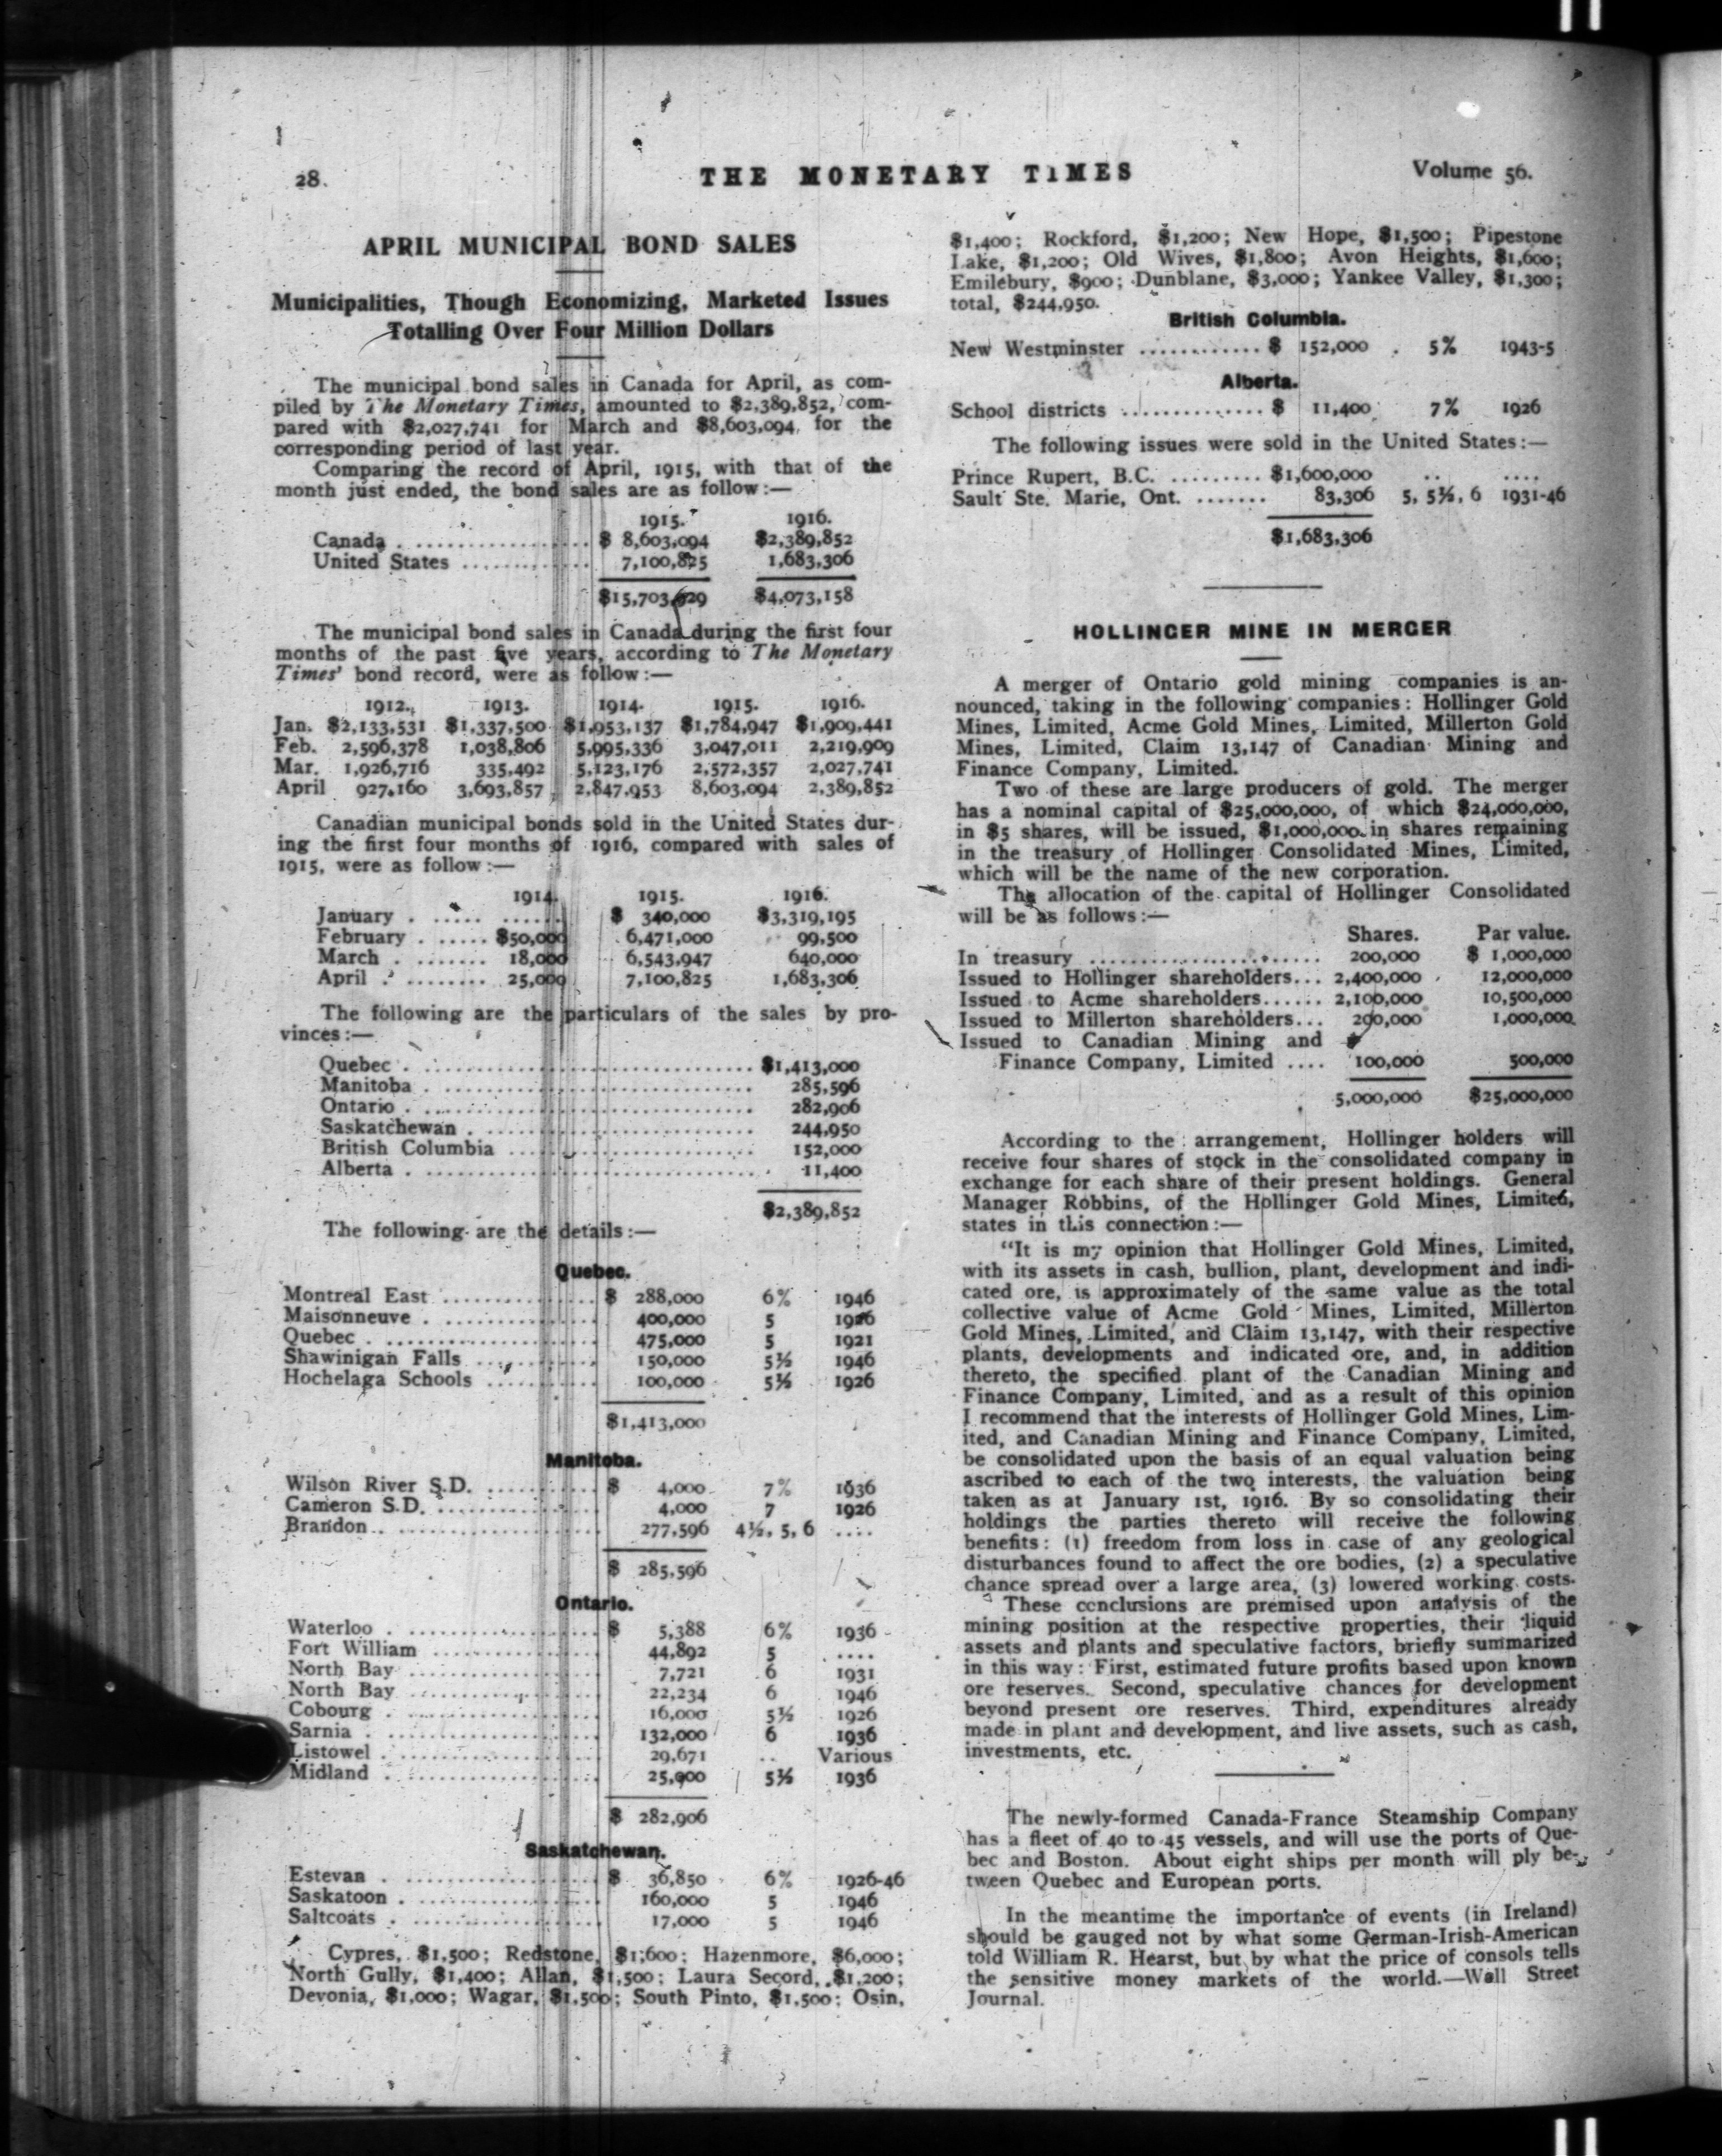 28.
THE MONETARY TIMES
Volume 56.
APRIL MUNICIPAL BOND SALES
Municipalities, Though Economizing, Marketed Issues
Totalling Over Four Million Dollars
The municipal bond sales in Canada for April, as com-
piled by The Monetary Times, amounted to $2,389,852, com-
pared with $2,027,741 for March and $8,603,094 for the
corresponding period of last year.
Comparing the record of April, 1915, with that of the
month just ended, the bond sales are as follow:—
1915. 1916.
Canada . .................. $ 8,603,094 $2,389,852
United States ............. 7,100,825 1,683,306
$4,073,158
The municipal bond sales in Canada during the first four
months of the past five years, according to The Monetary
Times' bond record, were as follow:—
1912. 1913. 1914. 1915. 1916.
Jan. $2,133,531 $1,337,500 $1,953,137 $1,784,947 $1,909,441
Feb. 2,596,378 1,038,806 5,995,336 3,047,011 2,219,909
Mar. 1,926,716 335,492 5,123,176 2,572,357 2,027,741
April 927,160 3,693,857 2,847,953 8,603,094 2,389,852
Canadian municipal bonds sold in the United States dur-
ing the first four months of 1916, compared with sales of
1915, were as follow:—
1914. 1915. 1916.
January . ..... ...... $ 340,000 $3,319,195
February . ...... $50,000 6,471,000 99,500
March . ....... 18,000 6,543,947 640,000
April . ........ 25,000 7,100,825 1,683,306
The following are the particulars of the sales by pro-
vinces:—
Quebec . ................................ $1,413,000
Manitoba . .............................. 285,596
Ontario . ................................ 282,906
Saskatchewan . .......................... 244,950
British Columbia ........................ 152,000
Alberta . ................................ 11,400
$2,389,852
The following are the details:—
Quebec.
Montreal East ............... $ 288,000 6% 1946
Maisonneuve . ............... 400,000 5 1926
Quebec . .................... 475,000 5 1921
Shawinigan Falls ............ 150,000 5½ 1946
Hochelaga Schools ........... 100,000 5½ 1926
$1,413,000
Manitoba.
Wilson River S.D. ........... $ 4,000 7% 1936
Cameron S.D. ................ 4,000 7 1926
Brandon .. .................. 277,596 4½, 5, 6 ....
$ 285,596
Ontario.
Waterloo . .................. $ 5,388 6% 1936
Fort William ................ 44,892 5 ....
North Bay ................... 7,721 6 1931
North Bay ................... 22,234 6 1946
Cobourg . ................... 16,000 5½ 1926
Sarnia . .................... 132,000 6 1936
Listowel . .................. 29,671 .. Various
Midland . ................... 25,000 5½ 1936
$ 282,906
Saskatchewan.
Estevan . ................... $ 36,850 6% 1926-46
Saskatoon . ................. 160,000 5 1946
Saltcoats . ................. 17,000 5 1946
Cypres, $1,500; Redstone, $1,600; Hazenmore, $6,000;
North Gully, $1,400; Allan, $1,500; Laura Secord, $1,200;
Devonia, $1,000; Wagar, $1,500; South Pinto, $1,500; Osin,
$1,400; Rockford, $1,200; New Hope, $1,500; Pipestone
Lake, $1,200; Old Wives, $1,800; Avon Heights, $1,600;
Emilebury, $900; Dunblane, $3,000; Yankee Valley, $1,300;
total, $244,950.
British Columbia.
New Westminster ............ $ 152,000 . 5% 1943-5
Alberta.
School districts .............. $ 11,400 7% 1926
The following issues were sold in the United States:—
Prince Rupert, B.C. ......... $1,600,000 .. ....
Sault Ste. Marie, Ont. ....... 83,306 5, 5½, 6 1931-46
$1,683,306
HOLLINGER MINE IN MERGER
A merger of Ontario gold mining companies is an-
nounced, taking in the following companies: Hollinger Gold
Mines, Limited, Acme Gold Mines, Limited, Millerton Gold
Mines, Limited, Claim 13,147 of Canadian Mining and
Finance Company, Limited.
Two of these are large producers of gold. The merger
has a nominal capital of $25,000,000, of which $24,000,000,
in $5 shares, will be issued, $1,000,000 in shares remaining
in the treasury of Hollinger Consolidated Mines, Limited,
which will be the name of the new corporation.
The allocation of the capital of Hollinger Consolidated
will be as follows:—
Shares. Par value.
In treasury ........................ 200,000 $ 1,000,000
Issued to Hollinger shareholders... 2,400,000 12,000,000
Issued to Acme shareholders...... 2,100,000 10,500,000
Issued to Millerton shareholders... 200,000 1,000,000
Issued to Canadian Mining and
Finance Company, Limited .... 100,000 500,000
5,000,000 $25,000,000
According to the arrangement, Hollinger holders will
receive four shares of stock in the consolidated company in
exchange for each share of their present holdings. General
Manager Robbins, of the Hollinger Gold Mines, Limited,
states in this connection:—
"It is my opinion that Hollinger Gold Mines, Limited,
with its assets in cash, bullion, plant, development and indi-
cated ore, is approximately of the same value as the total
collective value of Acme Gold Mines, Limited, Millerton
Gold Mines, Limited, and Claim 13,147, with their respective
plants, developments and indicated ore, and, in addition
thereto, the specified plant of the Canadian Mining and
Finance Company, Limited, and as a result of this opinion
I recommend that the interests of Hollinger Gold Mines, Lim-
ited, and Canadian Mining and Finance Company, Limited,
be consolidated upon the basis of an equal valuation being
ascribed to each of the two interests, the valuation being
taken as at January 1st, 1916. By so consolidating their
holdings the parties thereto will receive the following
benefits: (1) freedom from loss in case of any geological
disturbances found to affect the ore bodies, (2) a speculative
chance spread over a large area, (3) lowered working costs.
These conclusions are premised upon analysis of the
mining position at the respective properties, their liquid
assets and plants and speculative factors, briefly summarized
in this way: First, estimated future profits based upon known
ore reserves. Second, speculative chances for development
beyond present ore reserves. Third, expenditures already
made in plant and development, and live assets, such as cash,
investments, etc.
The newly-formed Canada-France Steamship Company
has a fleet of 40 to 45 vessels, and will use the ports of Que-
bec and Boston. About eight ships per month will ply be-
tween Quebec and European ports.
In the meantime the importance of events (in Ireland)
should be gauged not by what some German-Irish-American
told William R. Hearst, but by what the price of consols tells
the sensitive money markets of the world.—Wall Street
Journal.